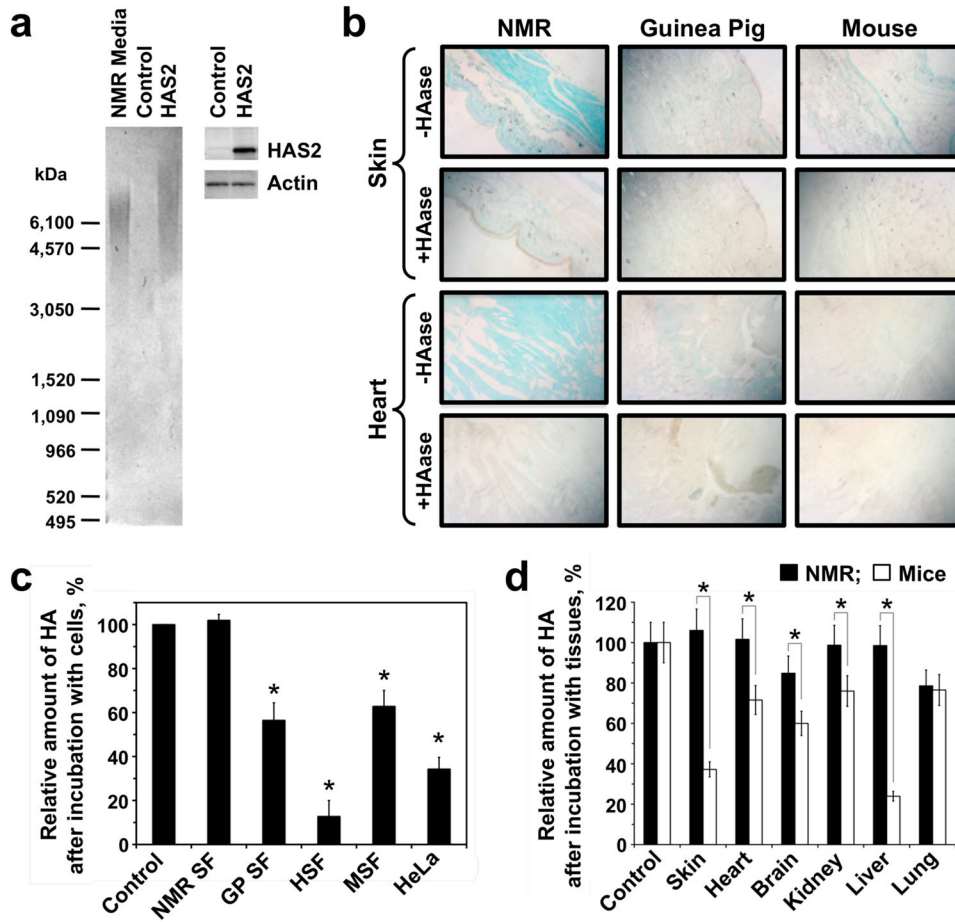 a
NMR Media
Control
HAS2
kDa
6,100
4,570
3,050
1,520
1,090
966
520
495
Control
HAS2
HAS2
Actin
b
NMR Guinea Pig Mouse
Skin
-HAase
+HAase
Heart
-HAase
+HAase
c
Relative amount of HA
after incubation with cells, %
100
80
60
40
20
0
*
*
*
*
Control
NMR SF
GP SF
HSF
MSF
HeLa
d
NMR; Mice
Relative amount of HA
after incubation with tissues, %
120
100
80
60
40
20
0
*
*
*
*
*
Control
Skin
Heart
Brain
Kidney
Liver
Lung